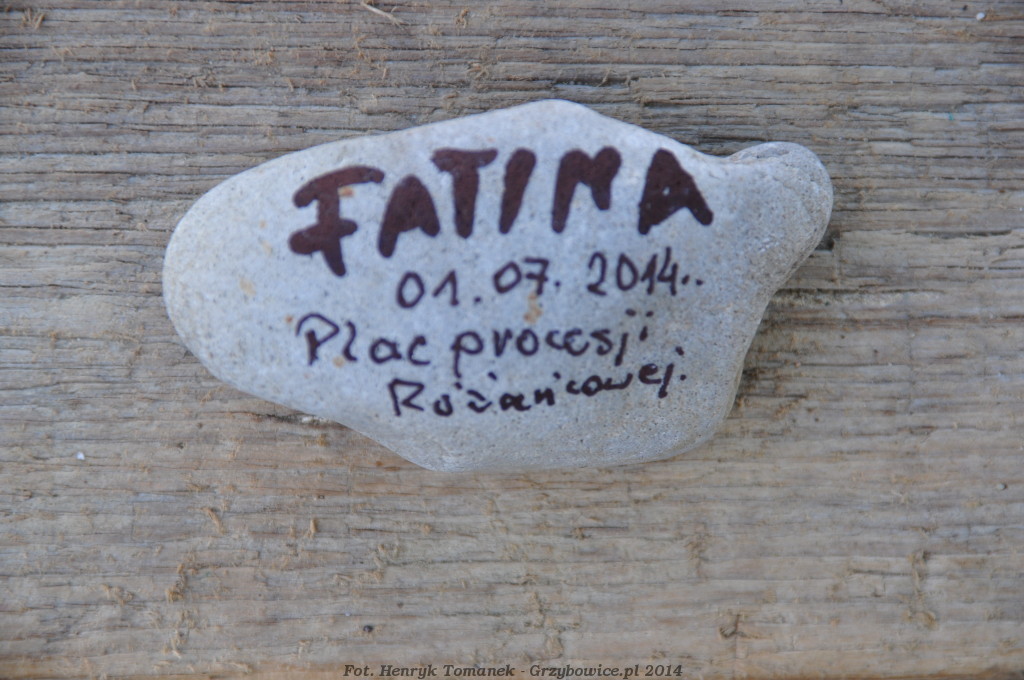 FATIMA
01.07.2014..
Plac procesji
Różańcowej.
Fot. Henryk Tomanek - Grzybowice.pl 2014